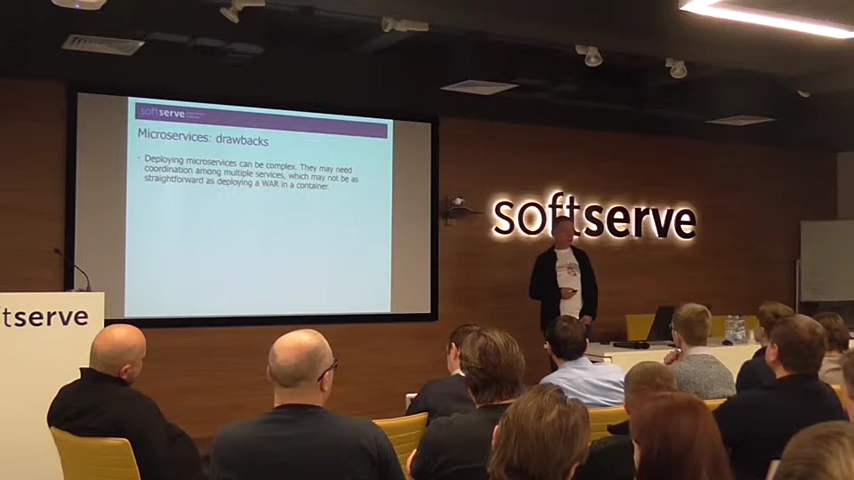 softserve
Microservices: drawbacks
Deploying microservices can be complex. They may need
coordination among multiple services, which may not be as
straightforward as deploying a WAR in a container.
softserve
ftserve